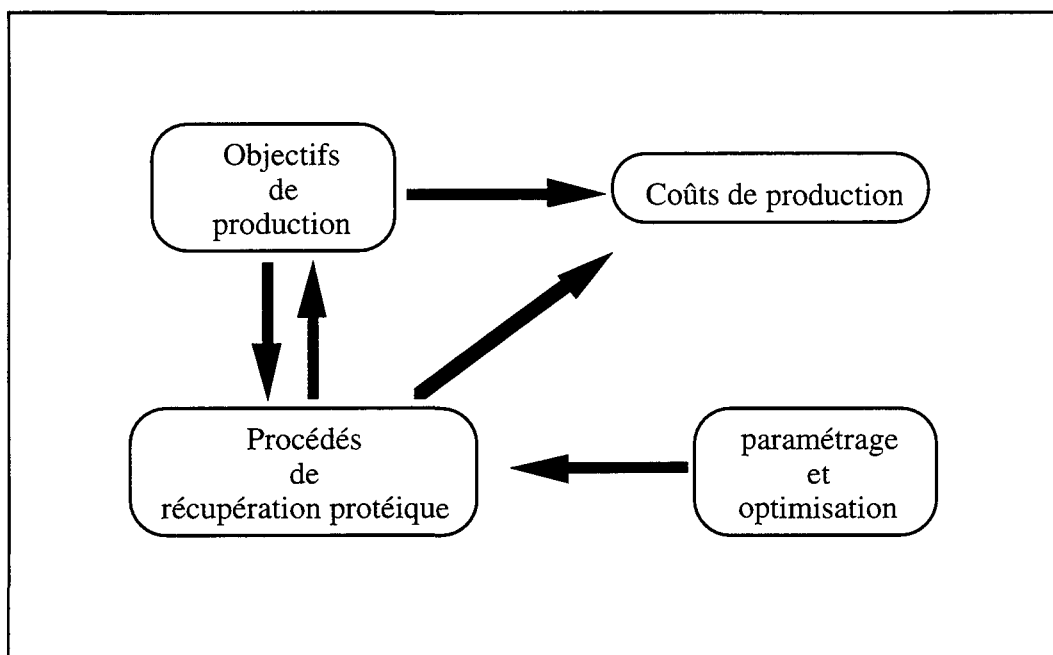 Objectifs
de
production
Coûts de production
Procédés
de
récupération protéique
paramétrage
et
optimisation